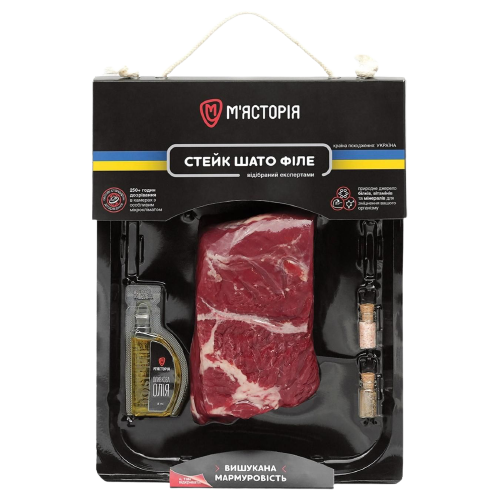 М'ЯСТОРІЯ
країна походження: УКРАЇНА
СТЕЙК ШАТО ФІЛЕ
відібраний експертами
250+ годин
дозрівання
в камерах з
особливим
мікрокліматом
природне джерело
білків, вітамінів
та мінералів для
зміцнення вашого
організму
М'ЯСТОРІЯ
ОЛІЯ
ВИШУКАНА
МАРМУРОВІСТЬ